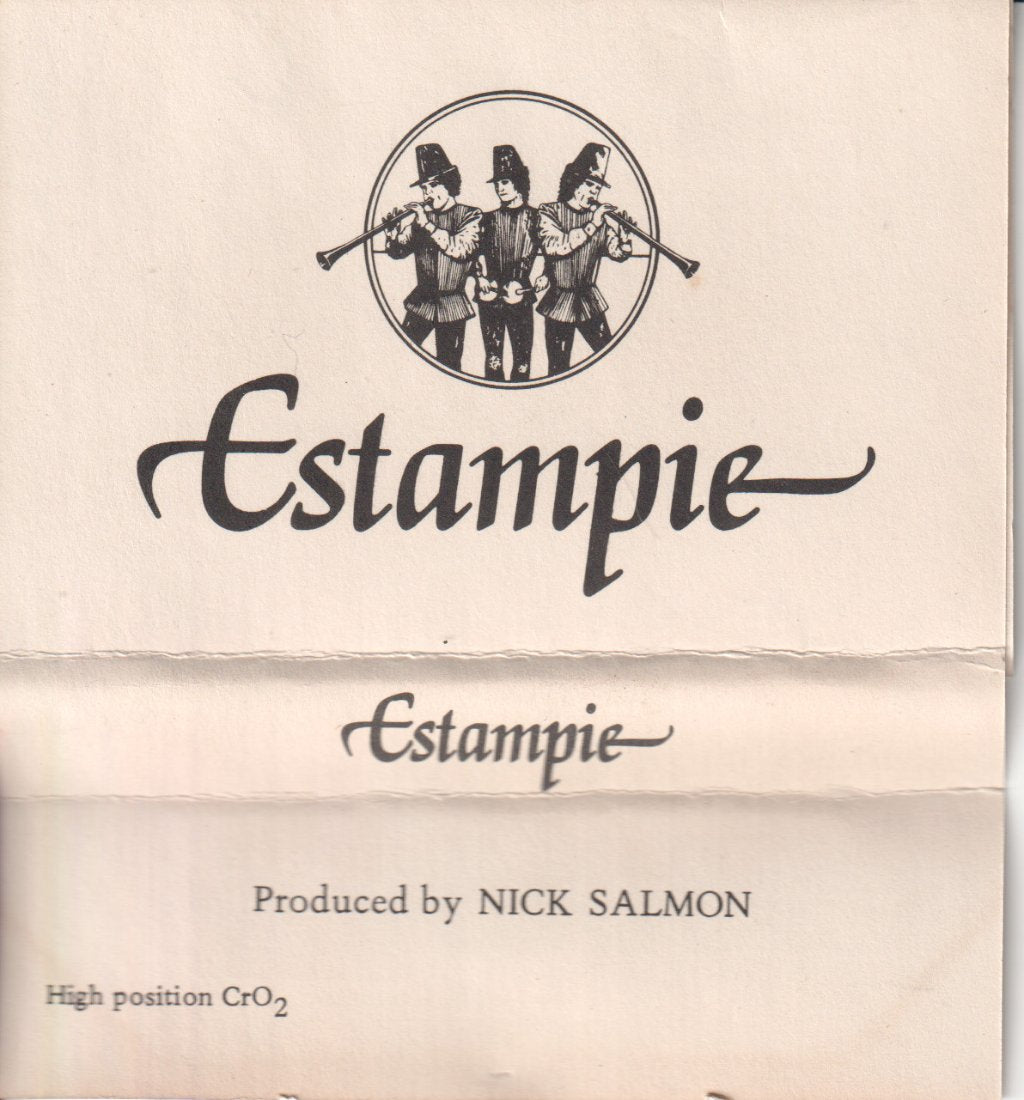 Estampie
Estampie
Produced by NICK SALMON
High position CrO₂